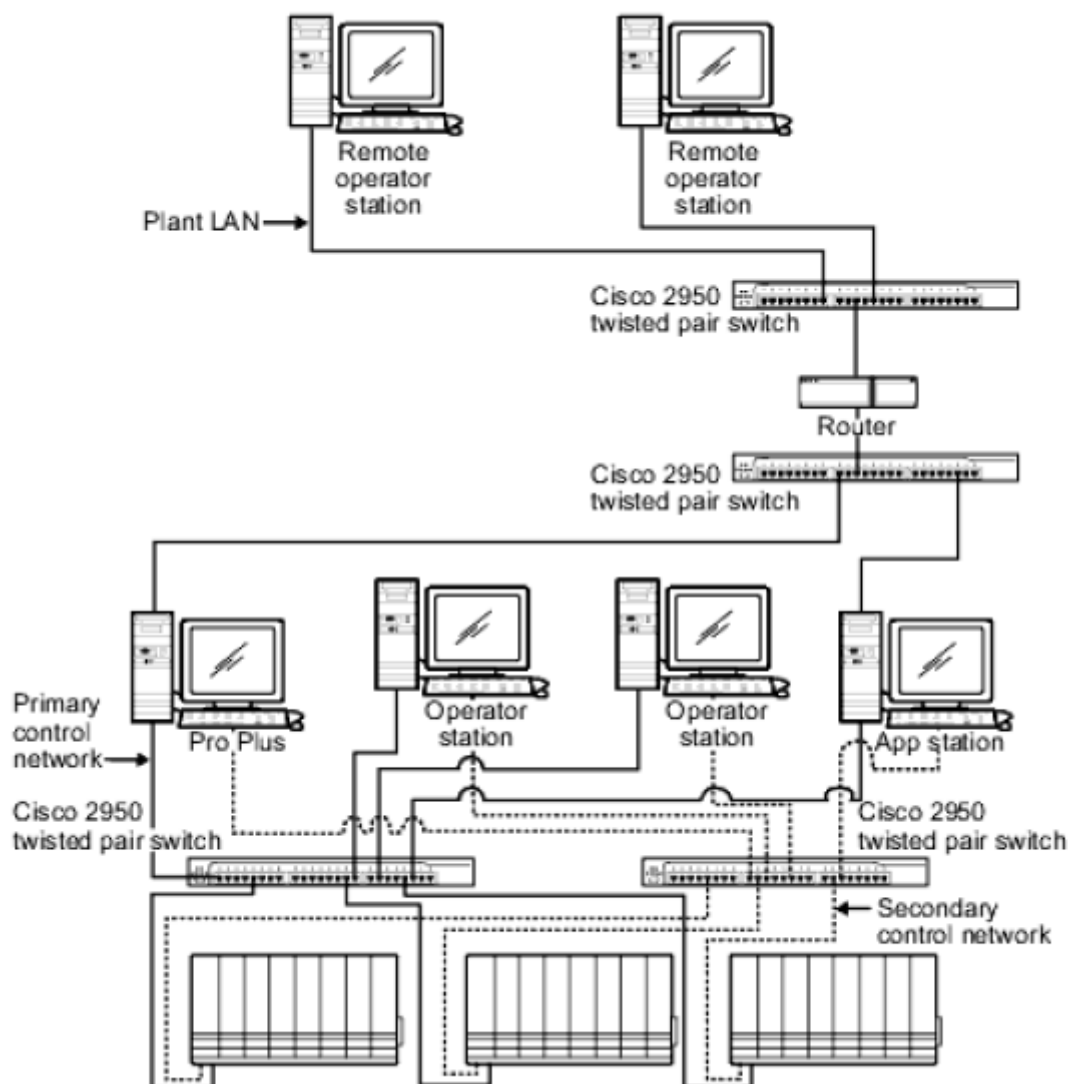 Remote
operator
station
Remote
operator
station
Plant LAN
Cisco 2950
twisted pair switch
Router
Cisco 2950
twisted pair switch
Primary
control
network
Pro Plus
Operator
station
Operator
station
App station
Cisco 2950
twisted pair switch
Cisco 2950
twisted pair switch
Secondary
control network